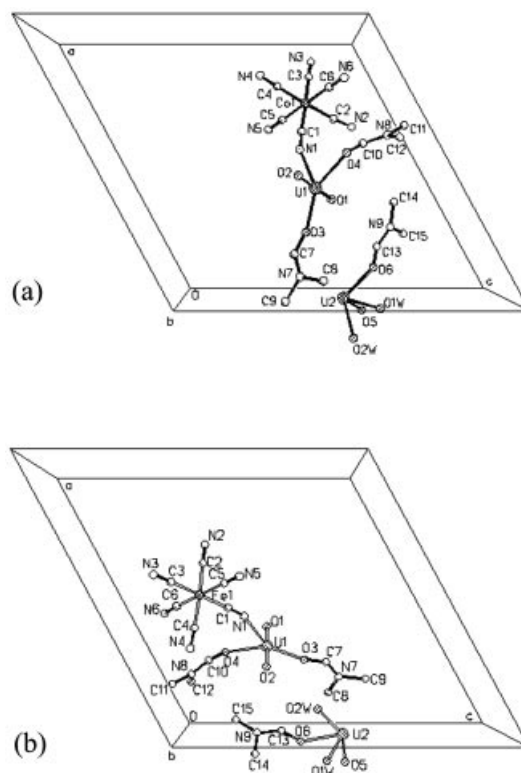 a
N3
N6
N4
C3
C6
C4
Co1
C5
C2
N2
N5
C1
N8
C11
C12
C10
N1
O4
O2
U1
O1
C14
N9
C15
O3
C13
C7
O6
N7
C8
O
c
C9
U2
O1W
O5
b
O2W
(a)
a
N2
C2
N3
C3
C5
N5
C6
Fe1
N6
C1
N1
O1
C4
N4
U1
O3
C7
N8
O4
C10
O2
N7
C9
C11
C12
C8
C15
O2W
O
c
N9
C13
O6
U2
b
C14
O1W
O5
(b)